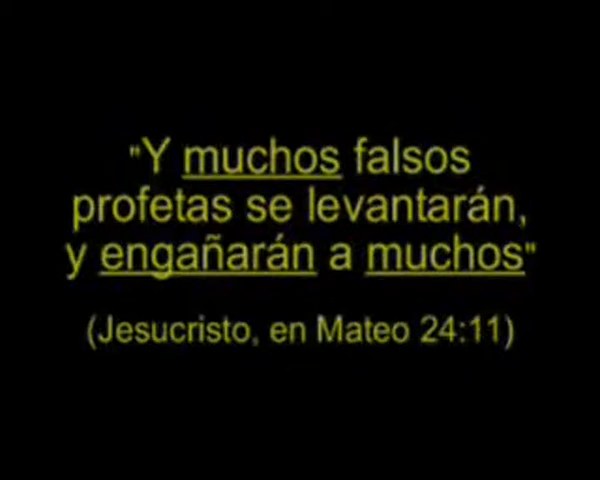 "Y muchos falsos
profetas se levantarán,
y engañarán a muchos"
(Jesucristo, en Mateo 24:11)